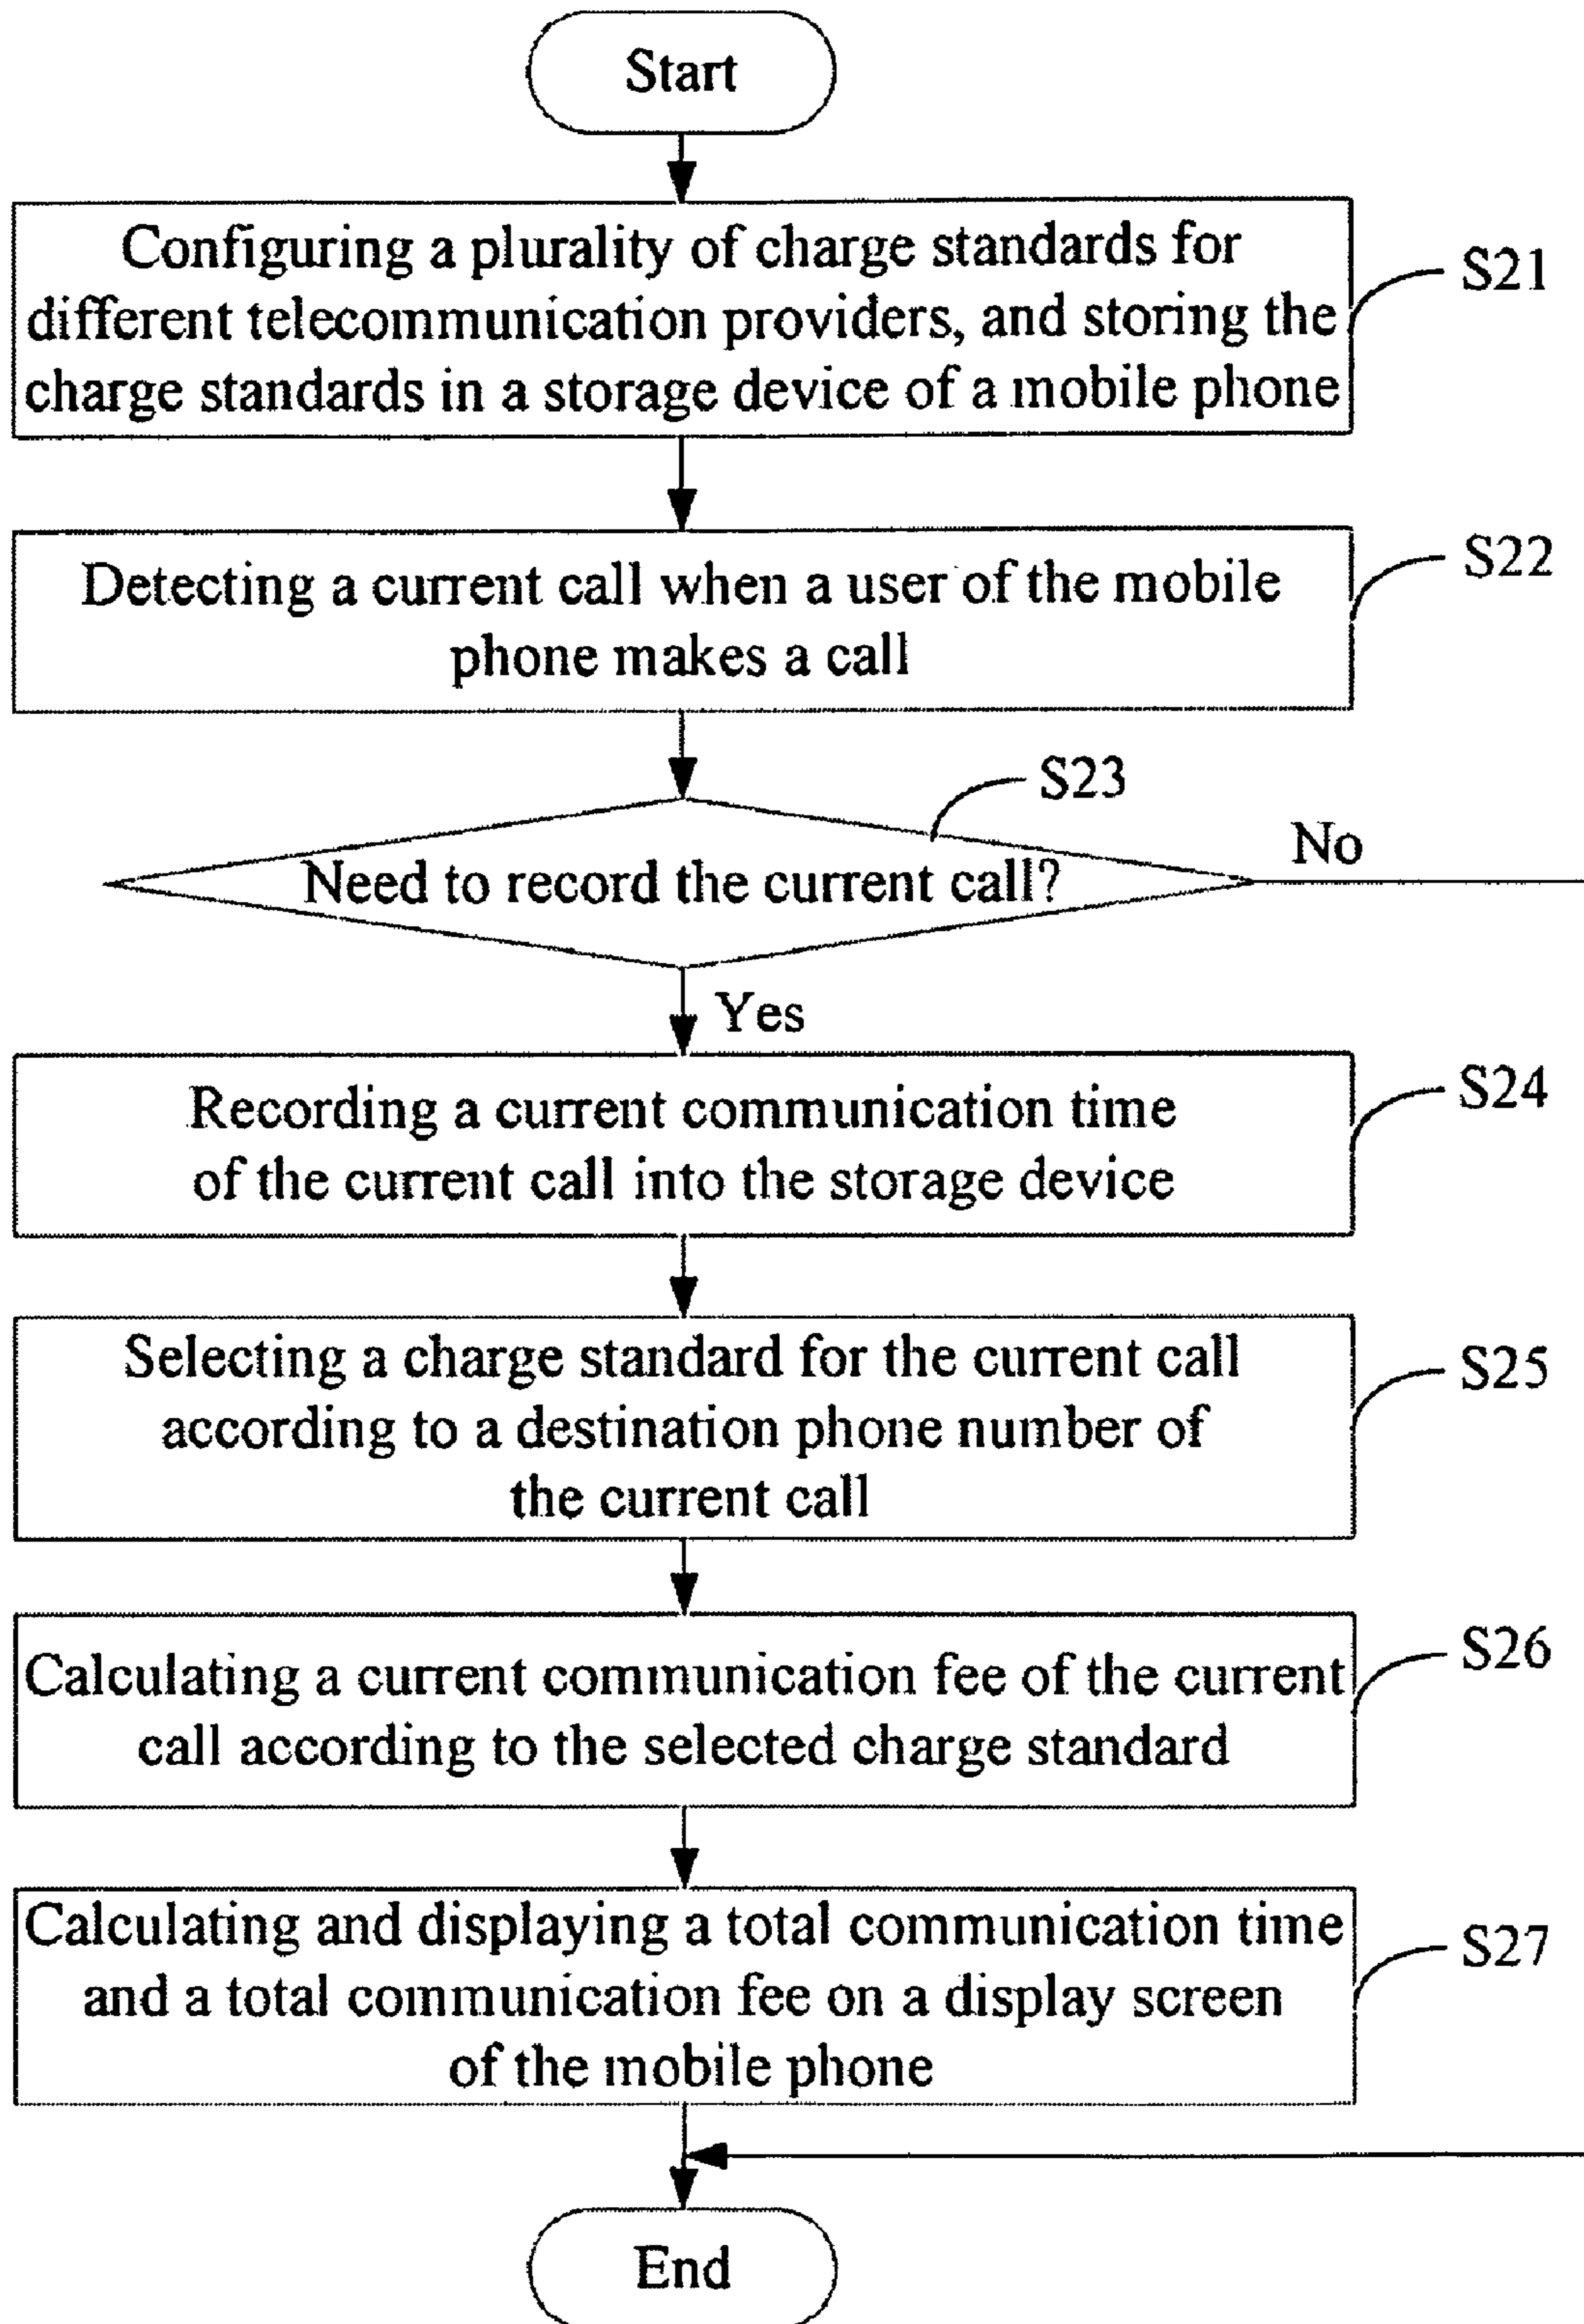 Start
Configuring a plurality of charge standards for
different telecommunication providers, and storing the
charge standards in a storage device of a mobile phone
S21
Detecting a current call when a user of the mobile
phone makes a call
S22
S23
Need to record the current call?
No
Yes
Recording a current communication time
of the current call into the storage device
S24
Selecting a charge standard for the current call
according to a destination phone number of
the current call
S25
Calculating a current communication fee of the current
call according to the selected charge standard
S26
Calculating and displaying a total communication time
and a total communication fee on a display screen
of the mobile phone
S27
End